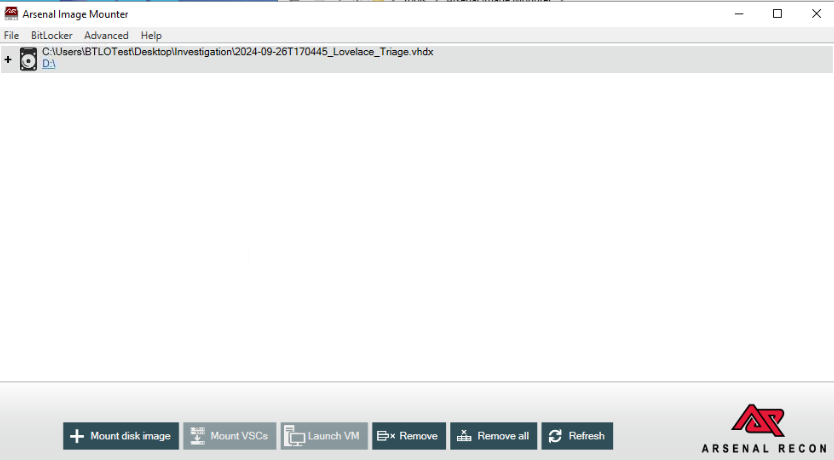 Arsenal Image Mounter
File BitLocker Advanced Help
C:\Users\BTLOTest\Desktop\Investigation\2024-09-26T170445_Lovelace_Triage.vhdx
D:\
Mount disk image Mount VSCs Launch VM Remove Remove all Refresh
ARSENAL RECON